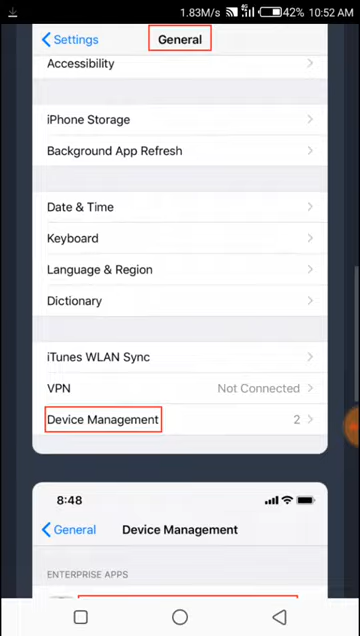 1.83M/s 4G 42% 10:52 AM
Settings General
Accessibility
iPhone Storage
Background App Refresh
Date & Time
Keyboard
Language & Region
Dictionary
iTunes WLAN Sync
VPN Not Connected
Device Management 2
8:48
General Device Management
ENTERPRISE APPS